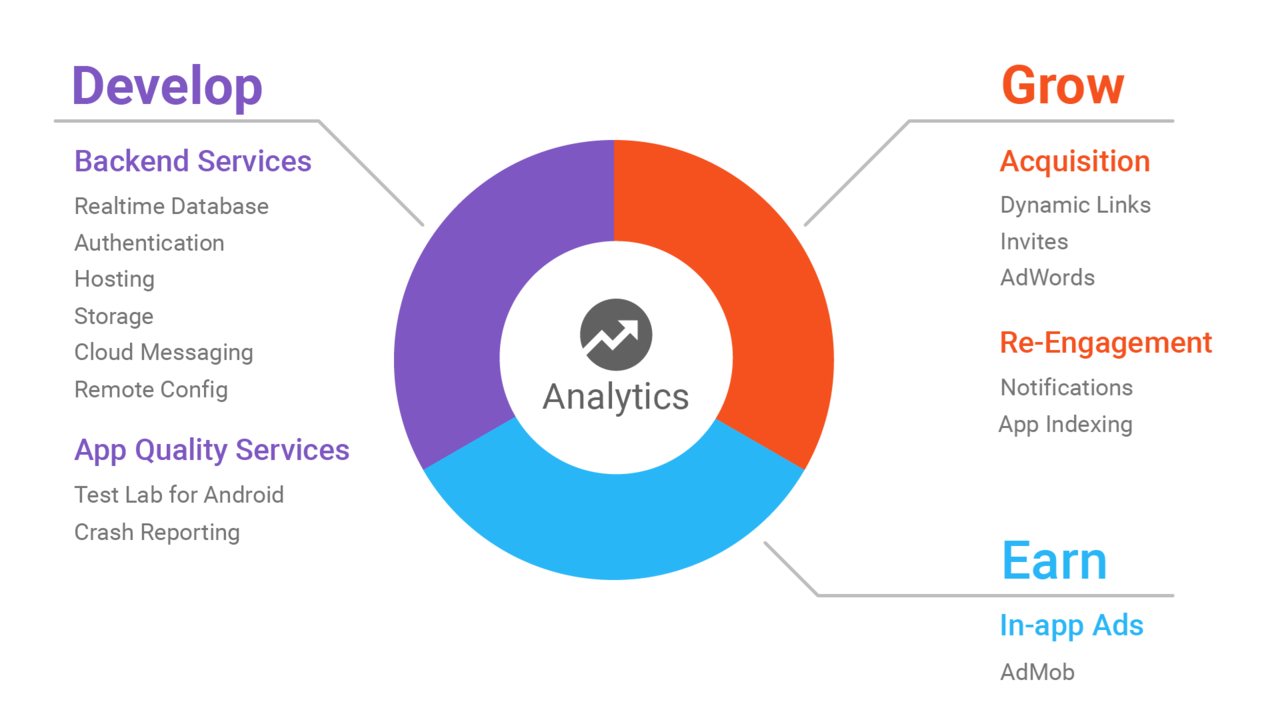 Develop
Backend Services
Realtime Database
Authentication
Hosting
Storage
Cloud Messaging
Remote Config
App Quality Services
Test Lab for Android
Crash Reporting
Analytics
Grow
Acquisition
Dynamic Links
Invites
AdWords
Re-Engagement
Notifications
App Indexing
Earn
In-app Ads
AdMob